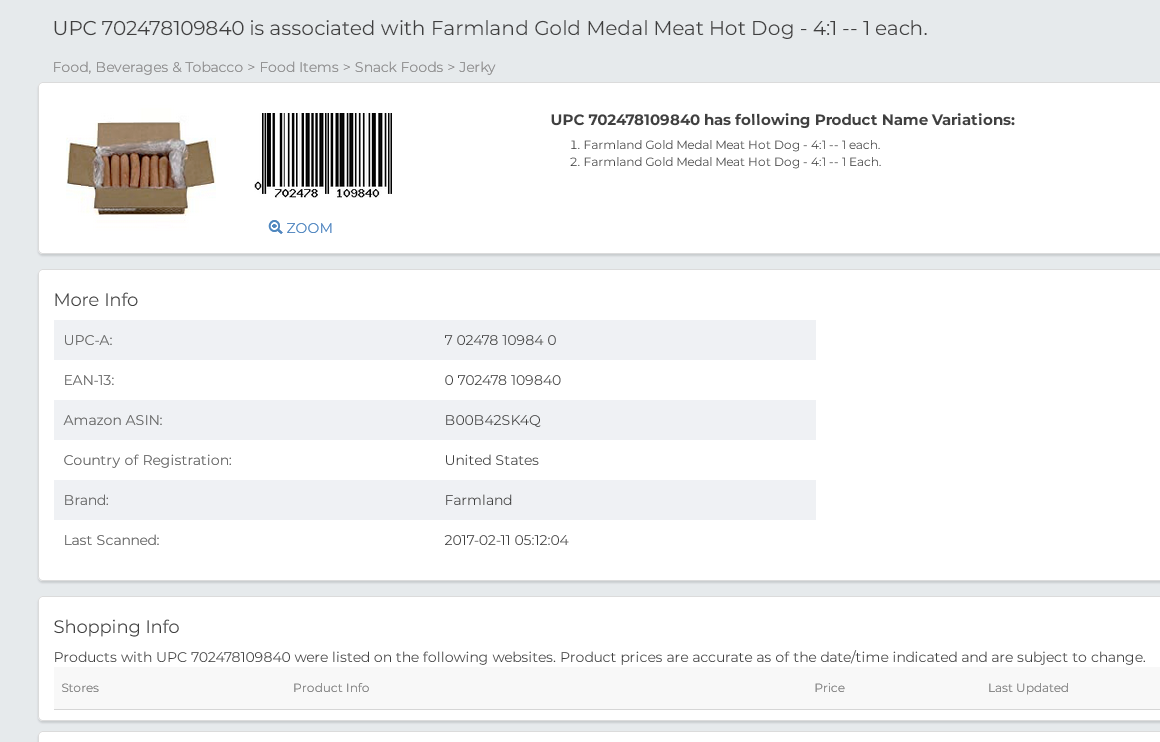 UPC 702478109840 is associated with Farmland Gold Medal Meat Hot Dog - 4:1 -- 1 each.
Food, Beverages & Tobacco > Food Items > Snack Foods > Jerky
0 702478 109840
ZOOM
UPC 702478109840 has following Product Name Variations:
1. Farmland Gold Medal Meat Hot Dog - 4:1 -- 1 each.
2. Farmland Gold Medal Meat Hot Dog - 4:1 -- 1 Each.
More Info
UPC-A: 7 02478 10984 0
EAN-13: 0 702478 109840
Amazon ASIN: B00B42SK4Q
Country of Registration: United States
Brand: Farmland
Last Scanned: 2017-02-11 05:12:04
Shopping Info
Products with UPC 702478109840 were listed on the following websites. Product prices are accurate as of the date/time indicated and are subject to change.
Stores Product Info Price Last Updated